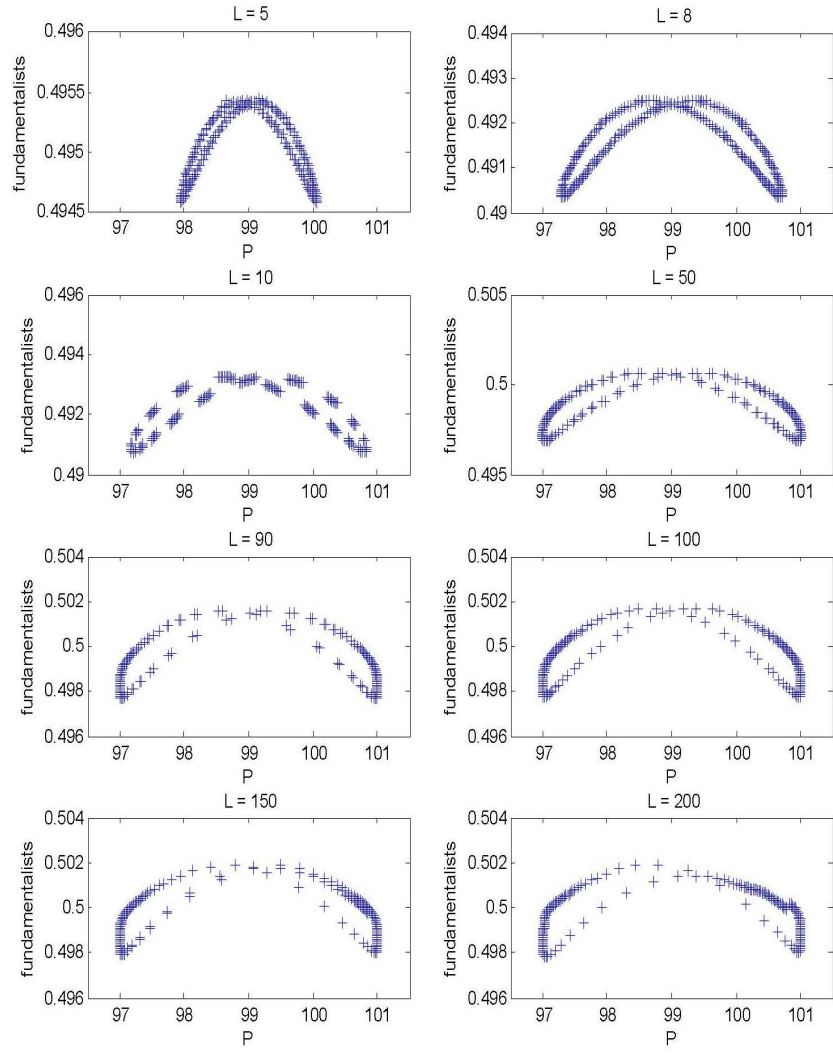 L = 5
0.496
0.4955
0.495
0.4945
fundamentalists
97 98 99 100 101
P
L = 8
0.494
0.493
0.492
0.491
0.49
fundamentalists
97 98 99 100 101
P
L = 10
0.496
0.494
0.492
0.49
fundamentalists
97 98 99 100 101
P
L = 50
0.505
0.5
0.495
fundamentalists
97 98 99 100 101
P
L = 90
0.504
0.502
0.5
0.498
0.496
fundamentalists
97 98 99 100 101
P
L = 100
0.504
0.502
0.5
0.498
0.496
fundamentalists
97 98 99 100 101
P
L = 150
0.504
0.502
0.5
0.498
0.496
fundamentalists
97 98 99 100 101
P
L = 200
0.504
0.502
0.5
0.498
0.496
fundamentalists
97 98 99 100 101
P